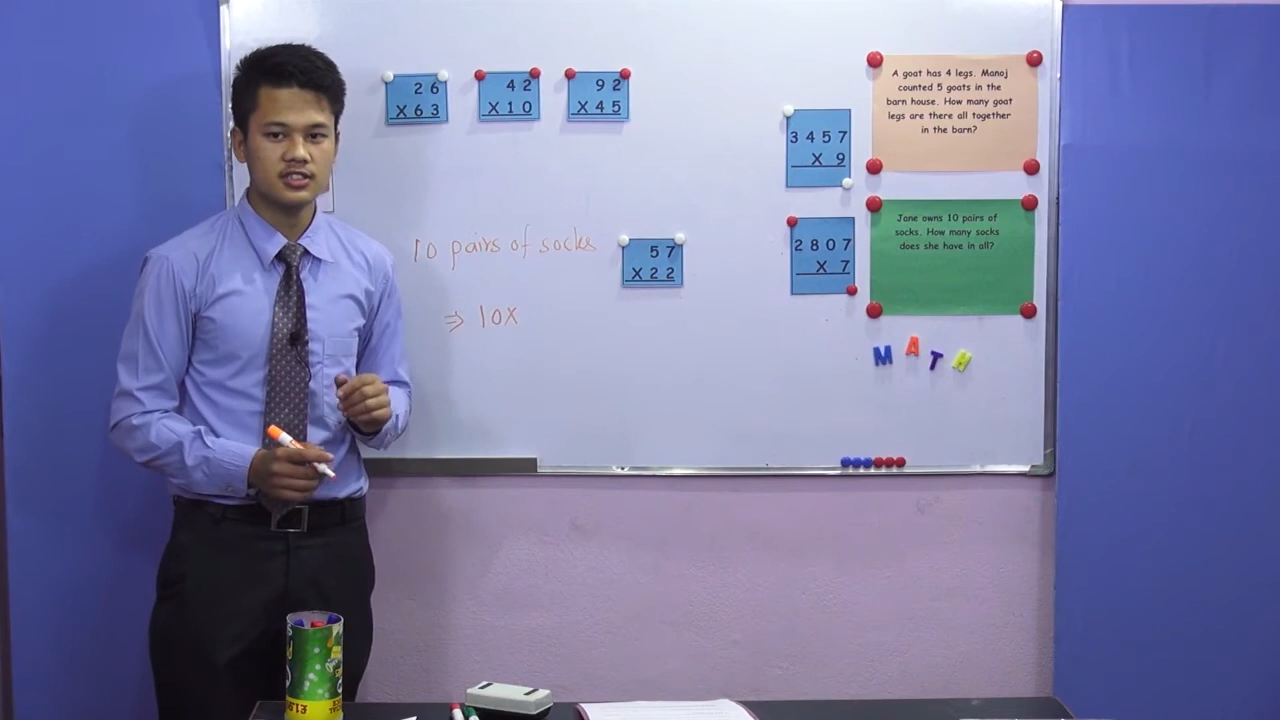 26
X63
42
X10
92
X45
3457
X 9
A goat has 4 legs. Manoj
counted 5 goats in the
barn house. How many goat
legs are there all together
in the barn?
10 pairs of socks
⇒ 10x
57
X22
2807
X 7
Jane owns 10 pairs of
socks. How many socks
does she have in all?
MATH